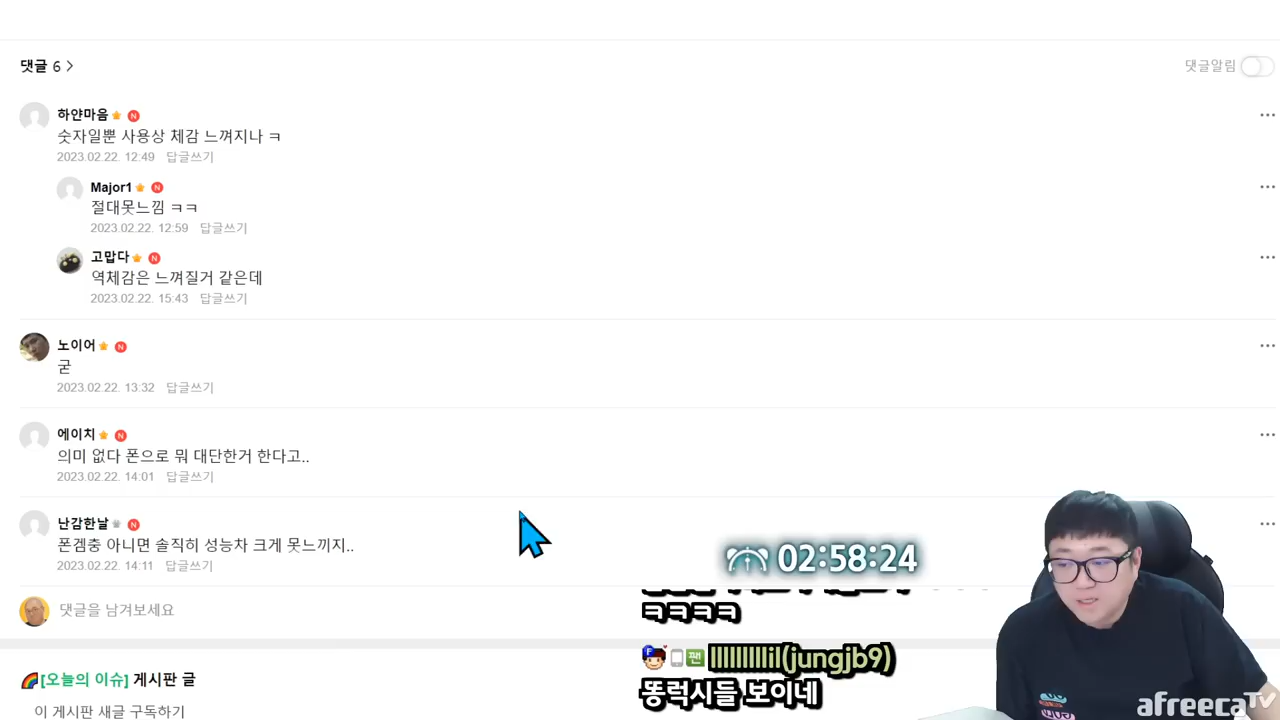 댓글 6 >
댓글알림
하얀마음 N
숫자일뿐 사용상 체감 느껴지나 ㅋ
2023.02.22. 12:49 답글쓰기
Major1 N
절대못느낌 ㅋㅋ
2023.02.22. 12:59 답글쓰기
고맙다 N
역체감은 느껴질거 같은데
2023.02.22. 15:43 답글쓰기
노이어 N
굳
2023.02.22. 13:32 답글쓰기
에이치 N
의미 없다 폰으로 뭐 대단한거 한다고..
2023.02.22. 14:01 답글쓰기
난감한날 N
폰겜충 아니면 솔직히 성능차 크게 못느끼지..
2023.02.22. 14:11 답글쓰기
댓글을 남겨보세요
02:58:24
ㅋㅋㅋㅋ
F 팬 llllllllllil(jungjb9)
똥럭시들 보이네
[오늘의 이슈] 게시판 글
이 게시판 새글 구독하기
afreecaTV